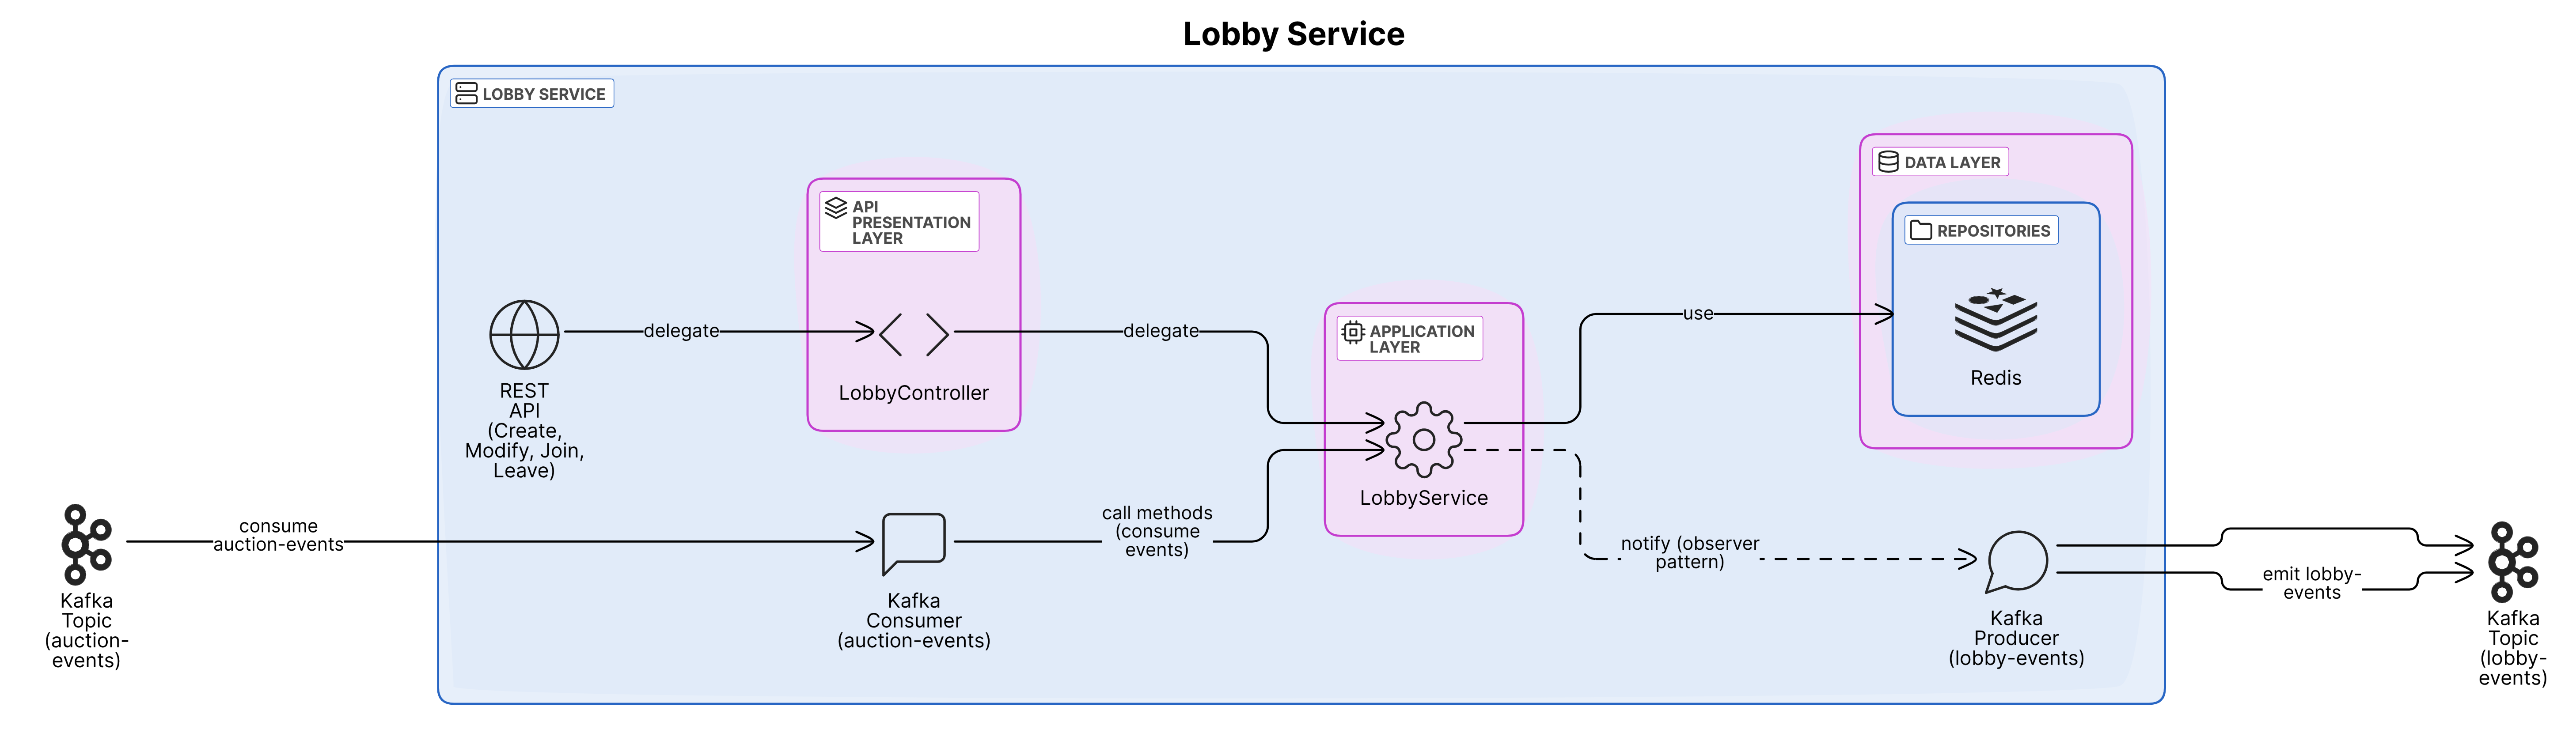 Lobby Service
LOBBY SERVICE
API
PRESENTATION
LAYER
DATA LAYER
REPOSITORIES
REST
API
(Create,
Modify, Join,
Leave)
delegate
LobbyController
delegate
APPLICATION
LAYER
LobbyService
use
Redis
Kafka
Topic
(auction-
events)
consume
auction-events
Kafka
Consumer
(auction-events)
call methods
(consume
events)
notify (observer
pattern)
Kafka
Producer
(lobby-events)
emit lobby-
events
Kafka
Topic
(lobby-
events)